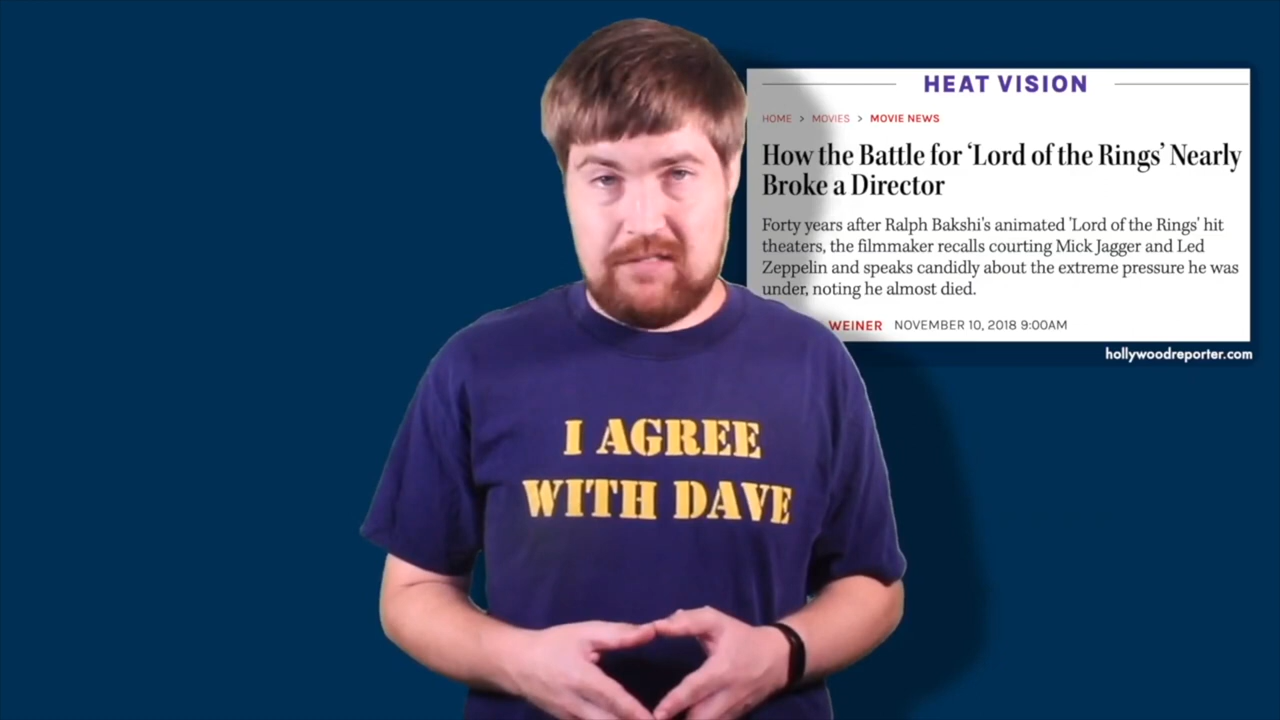 HEAT VISION
HOME > MOVIES > MOVIE NEWS
How the Battle for ‘Lord of the Rings’ Nearly
Broke a Director
Forty years after Ralph Bakshi's animated 'Lord of the Rings' hit
theaters, the filmmaker recalls courting Mick Jagger and Led
Zeppelin and speaks candidly about the extreme pressure he was
under, noting he almost died.
WEINER NOVEMBER 10, 2018 9:00AM
hollywoodreporter.com
I AGREE
WITH DAVE